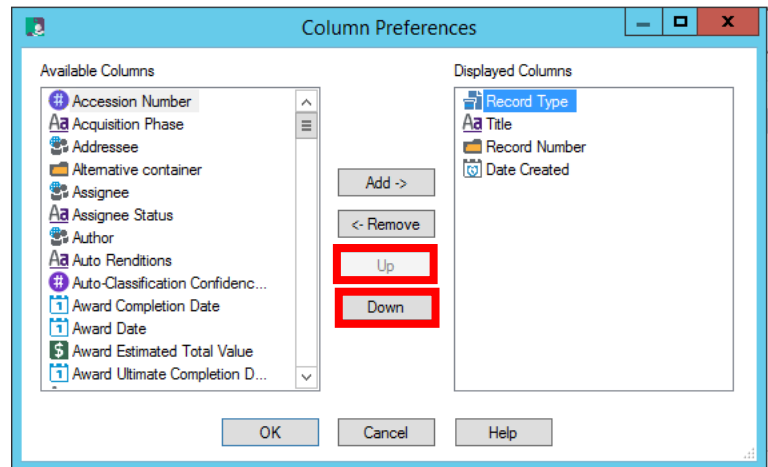 Column Preferences
Available Columns
Accession Number
Acquisition Phase
Addressee
Alternative container
Assignee
Assignee Status
Author
Auto Renditions
Auto-Classification Confidenc...
Award Completion Date
Award Date
Award Estimated Total Value
Award Ultimate Completion D...
Add ->
<- Remove
Up
Down
Displayed Columns
Record Type
Title
Record Number
Date Created
OK
Cancel
Help